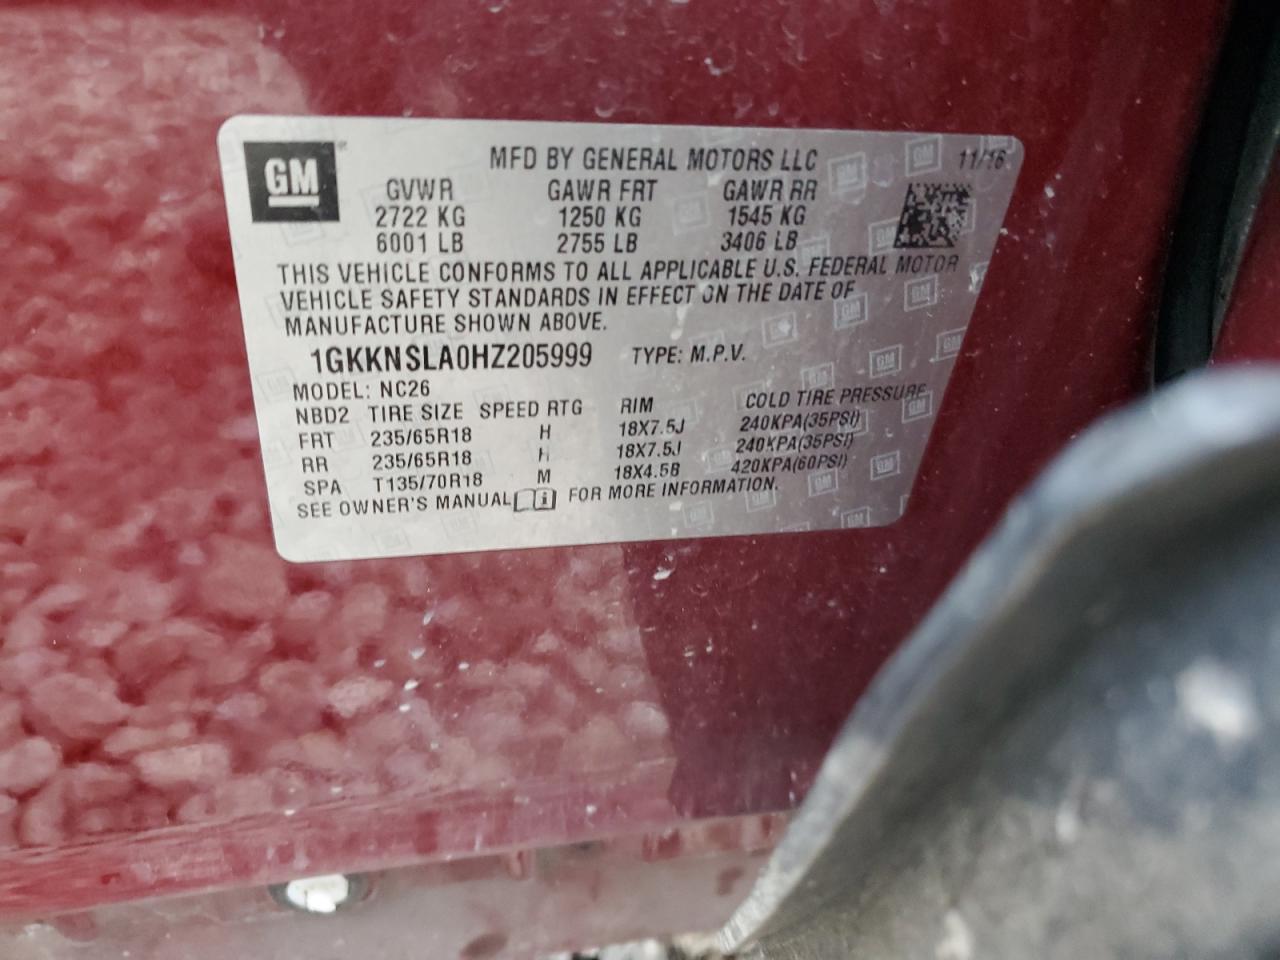 GM
MFD BY GENERAL MOTORS LLC 11/16
GVWR GAWR FRT GAWR RR
2722 KG 1250 KG 1545 KG
6001 LB 2755 LB 3406 LB
THIS VEHICLE CONFORMS TO ALL APPLICABLE U.S. FEDERAL MOTOR
VEHICLE SAFETY STANDARDS IN EFFECT ON THE DATE OF
MANUFACTURE SHOWN ABOVE.
1GKKNSLA0HZ205999 TYPE: M.P.V.
MODEL: NC26
NBD2 TIRE SIZE SPEED RTG RIM COLD TIRE PRESSURE
FRT 235/65R18 H 18X7.5J 240KPA(35PSI)
RR 235/65R18 H 18X7.5J 240KPA(35PSI)
SPA T135/70R18 M 18X4.5B 420KPA(60PSI)
SEE OWNER'S MANUAL FOR MORE INFORMATION.